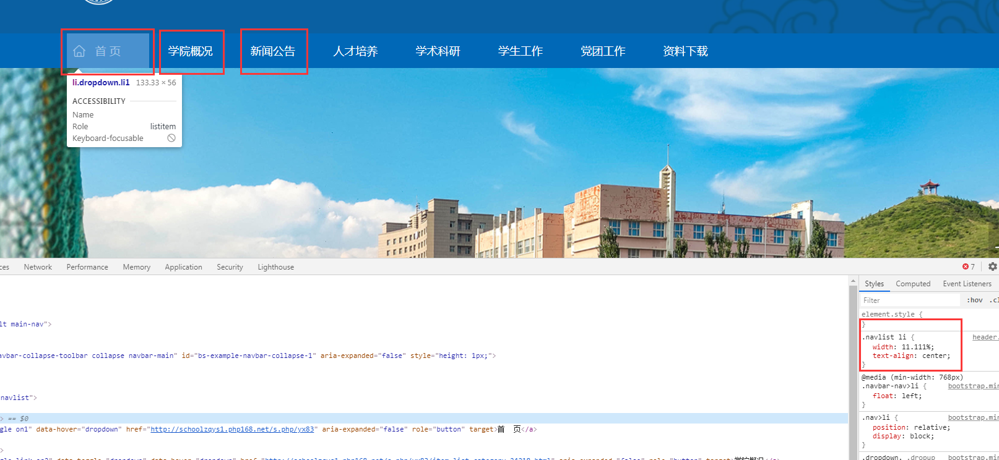 首 页 学院概况 新闻公告 人才培养 学术科研 学生工作 党团工作 资料下载
li.dropdown.li1 133.33 × 56
ACCESSIBILITY
Name
Role listitem
Keyboard-focusable
ces Network Performance Memory Application Security Lighthouse 7
Styles Computed Event Listeners
Filter :hov .cl
element.style {
}
lt main-nav">
.navlist li { header.
width: 11.111%;
text-align: center;
}
avbar-collapse-toolbar collapse navbar-main" id="bs-example-navbar-collapse-1" aria-expanded="false" style="height: 1px;">
@media (min-width: 768px)
.navbar-nav>li { bootstrap.min
float: left;
}
navlist">
> == $0
.nav>li { bootstrap.min
position: relative;
display: block;
}
gle on1" data-hover="dropdown" href="http://schoolzqys1.php168.net/s.php/yx83" aria-expanded="false" role="button" target>首 页</a>
>
.dropdown, .dropup bootstrap.min